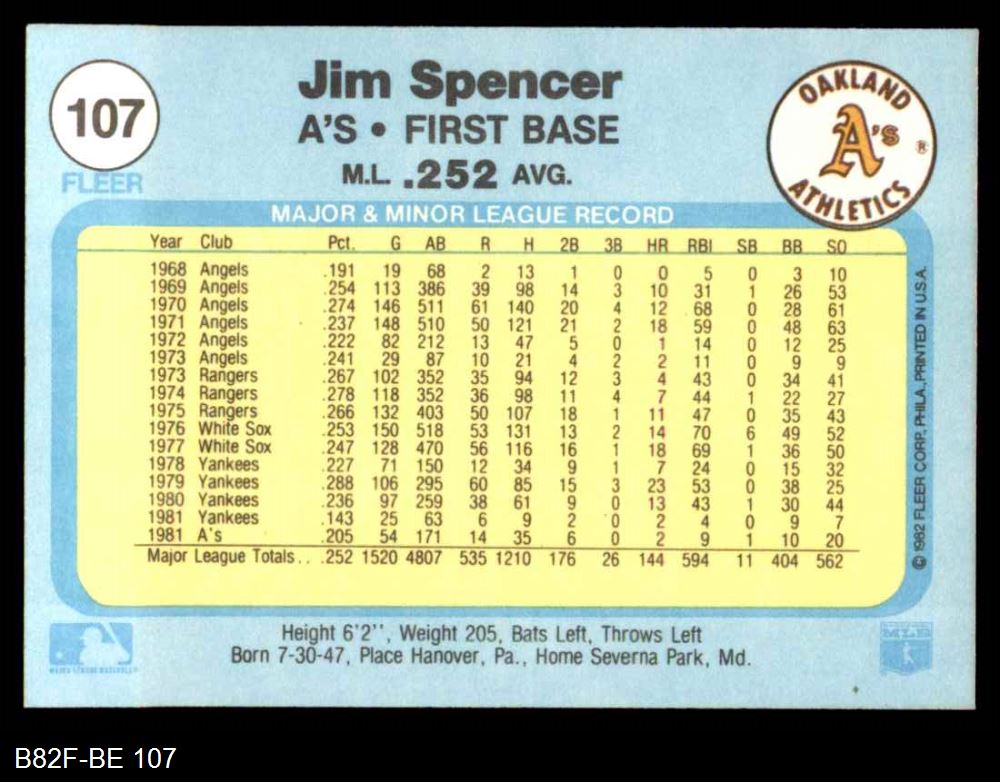 107
FLEER
Jim Spencer
A'S • FIRST BASE
M.L. .252 AVG.
OAKLAND
A's ®
ATHLETICS
MAJOR & MINOR LEAGUE RECORD
Year Club Pct. G AB R H 2B 3B HR RBI SB BB SO
1968 Angels .191 19 68 2 13 1 0 0 5 0 3 10
1969 Angels .254 113 386 39 98 14 3 10 31 1 26 53
1970 Angels .274 146 511 61 140 20 4 12 68 0 28 61
1971 Angels .237 148 510 50 121 21 2 18 59 0 48 63
1972 Angels .222 82 212 13 47 5 0 1 14 0 12 25
1973 Angels .241 29 87 10 21 4 2 2 11 0 9 9
1973 Rangers .267 102 352 35 94 12 3 4 43 0 34 41
1974 Rangers .278 118 352 36 98 11 4 7 44 1 22 27
1975 Rangers .266 132 403 50 107 18 1 11 47 0 35 43
1976 White Sox .253 150 518 53 131 13 2 14 70 6 49 52
1977 White Sox .247 128 470 56 116 16 1 18 69 1 36 50
1978 Yankees .227 71 150 12 34 9 1 7 24 0 15 32
1979 Yankees .288 106 295 60 85 15 3 23 53 0 38 25
1980 Yankees .236 97 259 38 61 9 0 13 43 1 30 44
1981 Yankees .143 25 63 6 9 2 0 2 4 0 9 7
1981 A's .205 54 171 14 35 6 0 2 9 1 10 20
Major League Totals.. .252 1520 4807 535 1210 176 26 144 594 11 404 562
© 1982 FLEER CORP., PHILA., PRINTED IN U.S.A.
MAJOR LEAGUE BASEBALL
Height 6'2'', Weight 205, Bats Left, Throws Left
Born 7-30-47, Place Hanover, Pa., Home Severna Park, Md.
B82F-BE 107